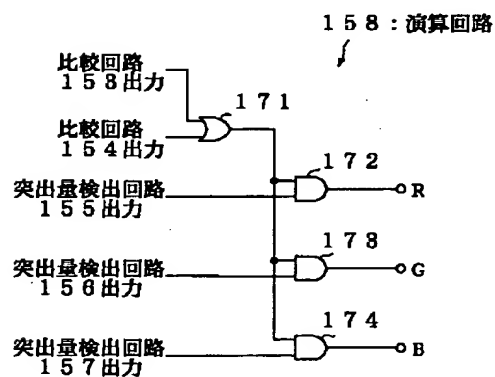 １５８：演算回路
比較回路
１５３出力
１７１
比較回路
１５４出力
１７２
突出量検出回路
１５５出力
R
１７３
突出量検出回路
１５６出力
G
１７４
突出量検出回路
１５７出力
B